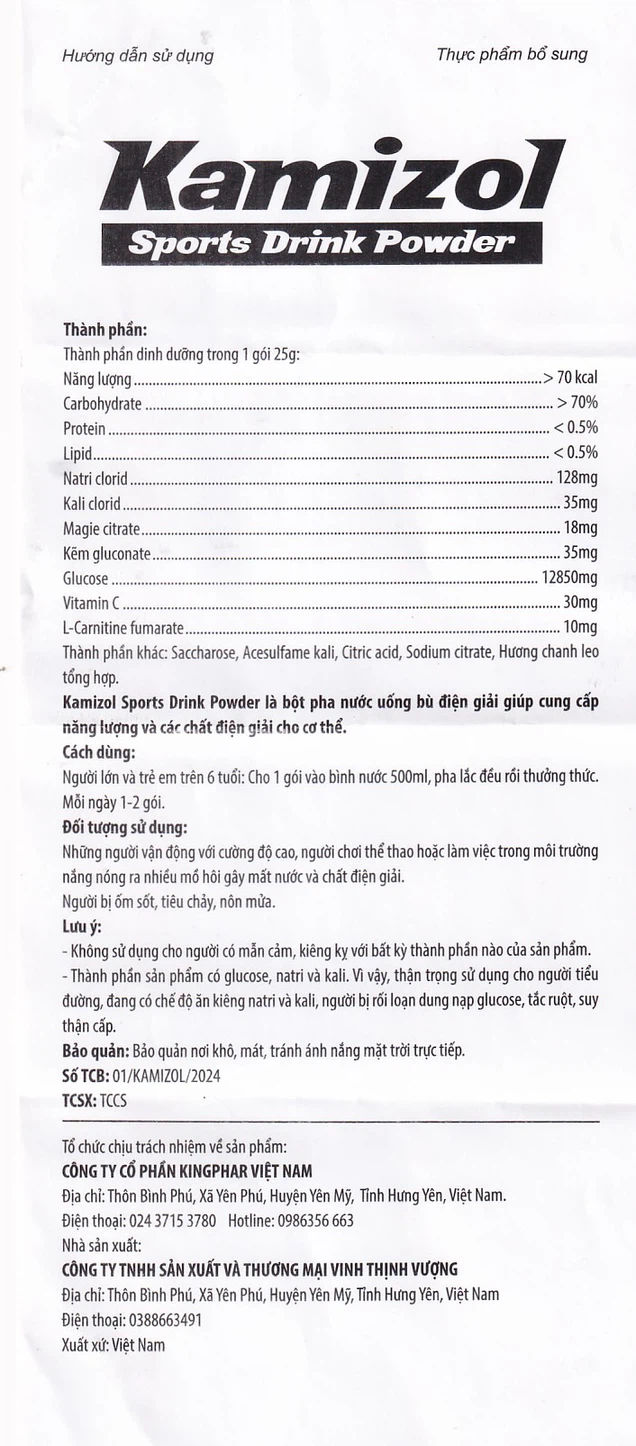 Hướng dẫn sử dụng Thực phẩm bổ sung
Kamizol
Sports Drink Powder
Thành phần:
Thành phần dinh dưỡng trong 1 gói 25g:
Năng lượng > 70 kcal
Carbohydrate > 70%
Protein < 0.5%
Lipid < 0.5%
Natri clorid 128mg
Kali clorid 35mg
Magie citrate 18mg
Kẽm gluconate 35mg
Glucose 12850mg
Vitamin C 30mg
L-Carnitine fumarate 10mg
Thành phần khác: Saccharose, Acesulfame kali, Citric acid, Sodium citrate, Hương chanh leo
tổng hợp.
Kamizol Sports Drink Powder là bột pha nước uống bù điện giải giúp cung cấp
năng lượng và các chất điện giải cho cơ thể.
Cách dùng:
Người lớn và trẻ em trên 6 tuổi: Cho 1 gói vào bình nước 500ml, pha lắc đều rồi thưởng thức.
Mỗi ngày 1-2 gói.
Đối tượng sử dụng:
Những người vận động với cường độ cao, người chơi thể thao hoặc làm việc trong môi trường
nắng nóng ra nhiều mồ hôi gây mất nước và chất điện giải.
Người bị ốm sốt, tiêu chảy, nôn mửa.
Lưu ý:
- Không sử dụng cho người có mẫn cảm, kiêng kỵ với bất kỳ thành phần nào của sản phẩm.
- Thành phần sản phẩm có glucose, natri và kali. Vì vậy, thận trọng sử dụng cho người tiểu
đường, đang có chế độ ăn kiêng natri và kali, người bị rối loạn dung nạp glucose, tắc ruột, suy
thận cấp.
Bảo quản: Bảo quản nơi khô, mát, tránh ánh nắng mặt trời trực tiếp.
Số TCB: 01/KAMIZOL/2024
TCSX: TCCS
Tổ chức chịu trách nhiệm về sản phẩm:
CÔNG TY CỔ PHẦN KINGPHAR VIỆT NAM
Địa chỉ: Thôn Bình Phú, Xã Yên Phú, Huyện Yên Mỹ, Tỉnh Hưng Yên, Việt Nam.
Điện thoại: 024 3715 3780 Hotline: 0986356 663
Nhà sản xuất:
CÔNG TY TNHH SẢN XUẤT VÀ THƯƠNG MẠI VINH THỊNH VƯỢNG
Địa chỉ: Thôn Bình Phú, Xã Yên Phú, Huyện Yên Mỹ, Tỉnh Hưng Yên, Việt Nam
Điện thoại: 0388663491
Xuất xứ: Việt Nam